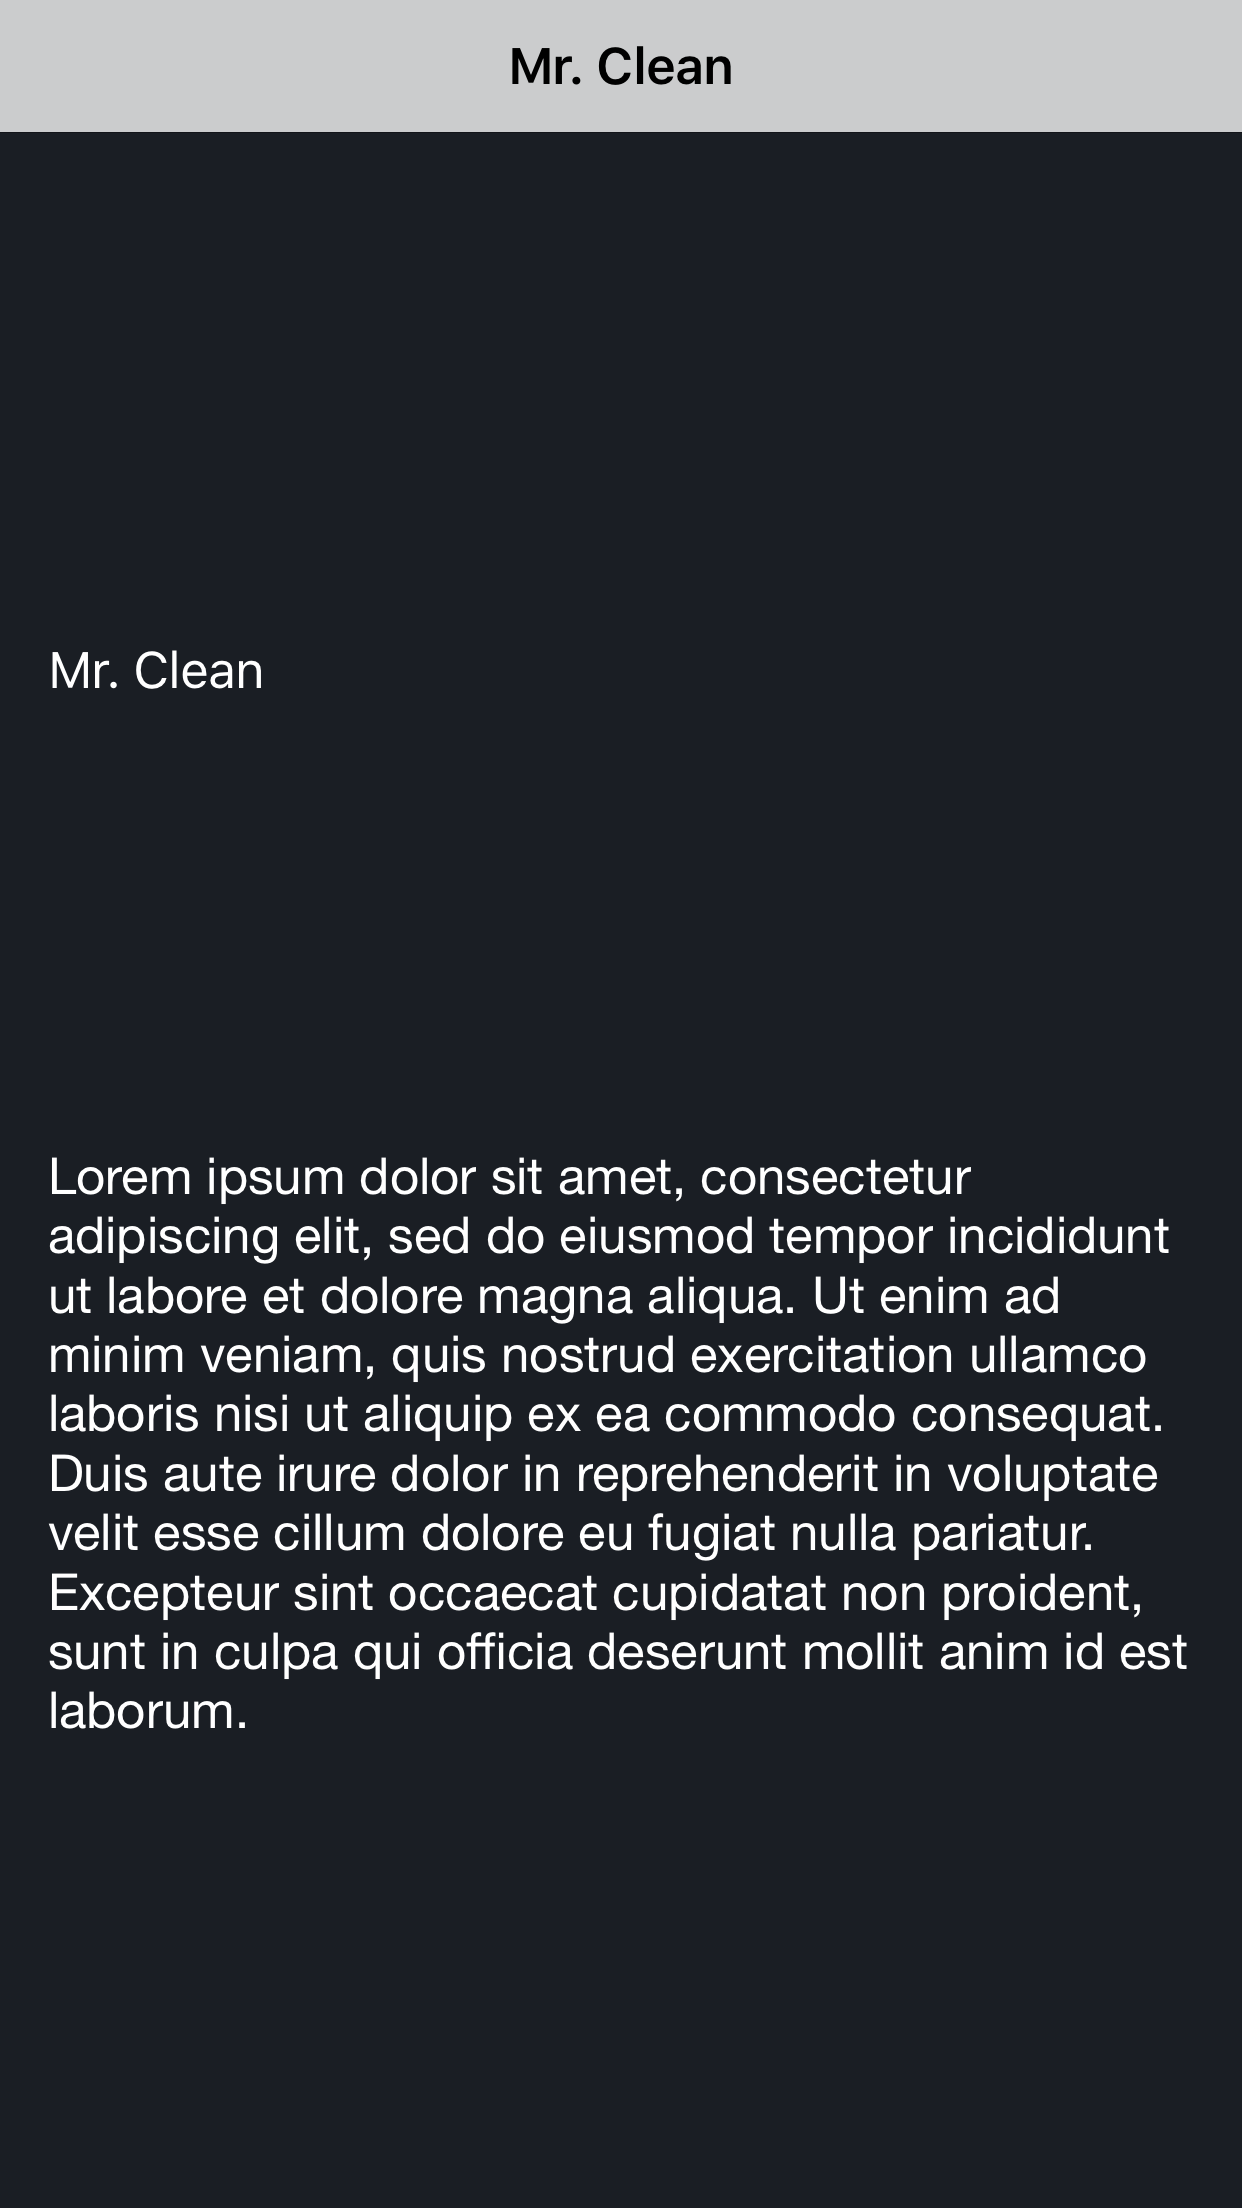 Mr. Clean
Mr. Clean
Lorem ipsum dolor sit amet, consectetur
adipiscing elit, sed do eiusmod tempor incididunt
ut labore et dolore magna aliqua. Ut enim ad
minim veniam, quis nostrud exercitation ullamco
laboris nisi ut aliquip ex ea commodo consequat.
Duis aute irure dolor in reprehenderit in voluptate
velit esse cillum dolore eu fugiat nulla pariatur.
Excepteur sint occaecat cupidatat non proident,
sunt in culpa qui officia deserunt mollit anim id est
laborum.